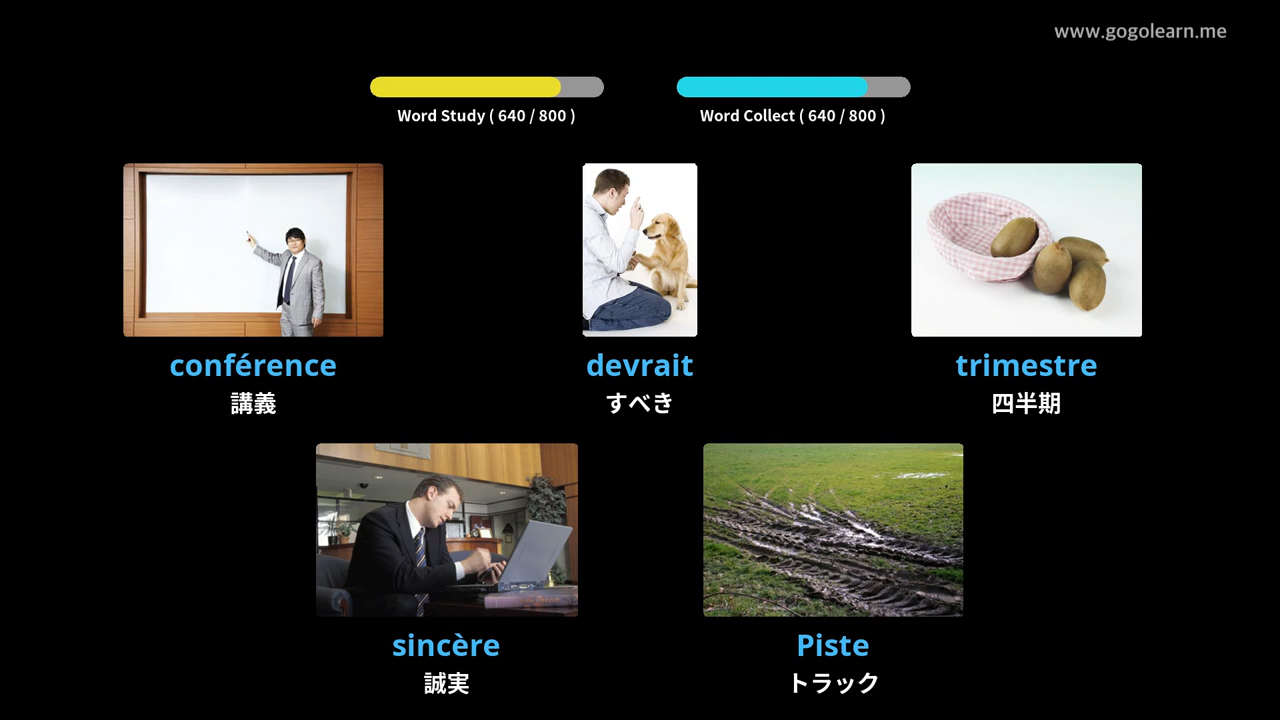 www.gogolearn.me
Word Study ( 640 / 800 )
Word Collect ( 640 / 800 )
conférence
講義
devrait
すべき
trimestre
四半期
sincère
誠実
Piste
トラック